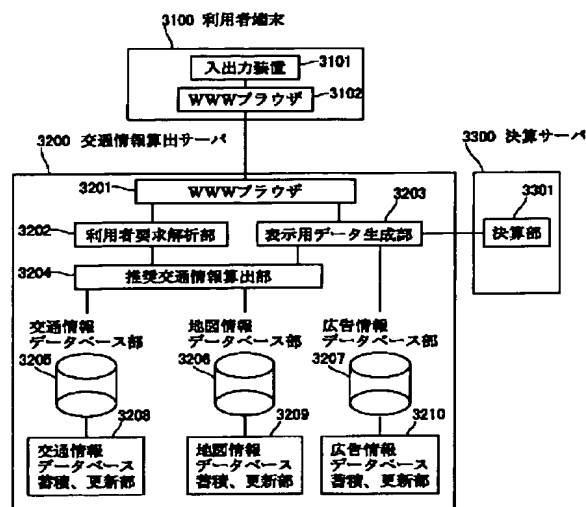 3100 利用者端末
3101
入出力装置
3102
WWWブラウザ
3200 交通情報算出サーバ
3300 決算サーバ
3201
WWWブラウザ
3203
3301
3202
利用者要求解析部
表示用データ生成部
決算部
3204
推奨交通情報算出部
交通情報
データベース部
地図情報
データベース部
広告情報
データベース部
3205
3206
3207
3208
3209
3210
交通情報
データベース
蓄積、更新部
地図情報
データベース
蓄積、更新部
広告情報
データベース
蓄積、更新部